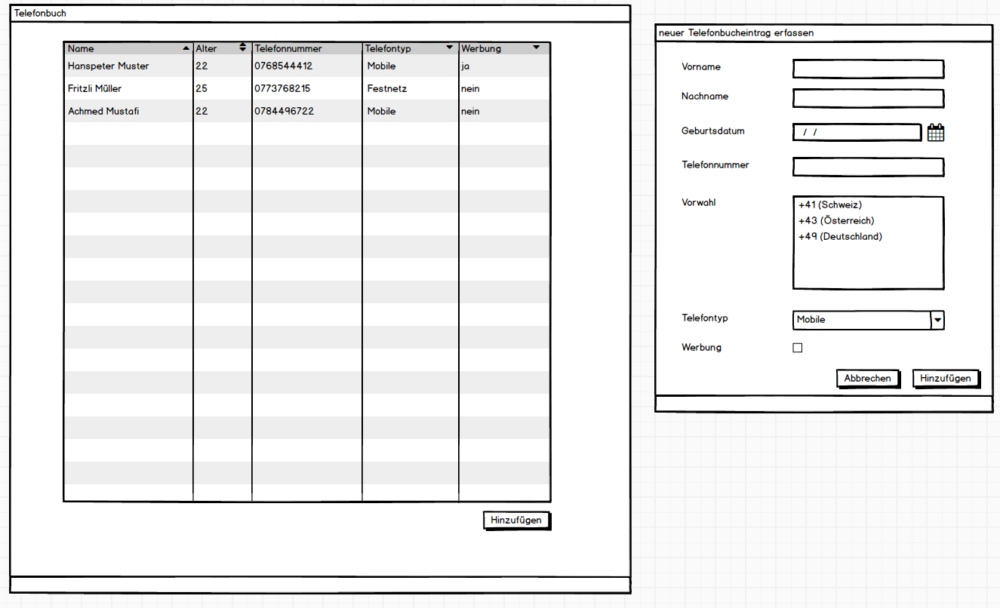 Telefonbuch
Name Alter Telefonnummer Telefontyp Werbung
Hanspeter Muster 22 0768544412 Mobile ja
Fritzli Müller 25 0773768215 Festnetz nein
Achmed Mustafi 22 0784496722 Mobile nein
Hinzufügen
neuer Telefonbucheintrag erfassen
Vorname
Nachname
Geburtsdatum / /
Telefonnummer
Vorwahl +41 (Schweiz)
+43 (Österreich)
+49 (Deutschland)
Telefontyp Mobile
Werbung
Abbrechen Hinzufügen